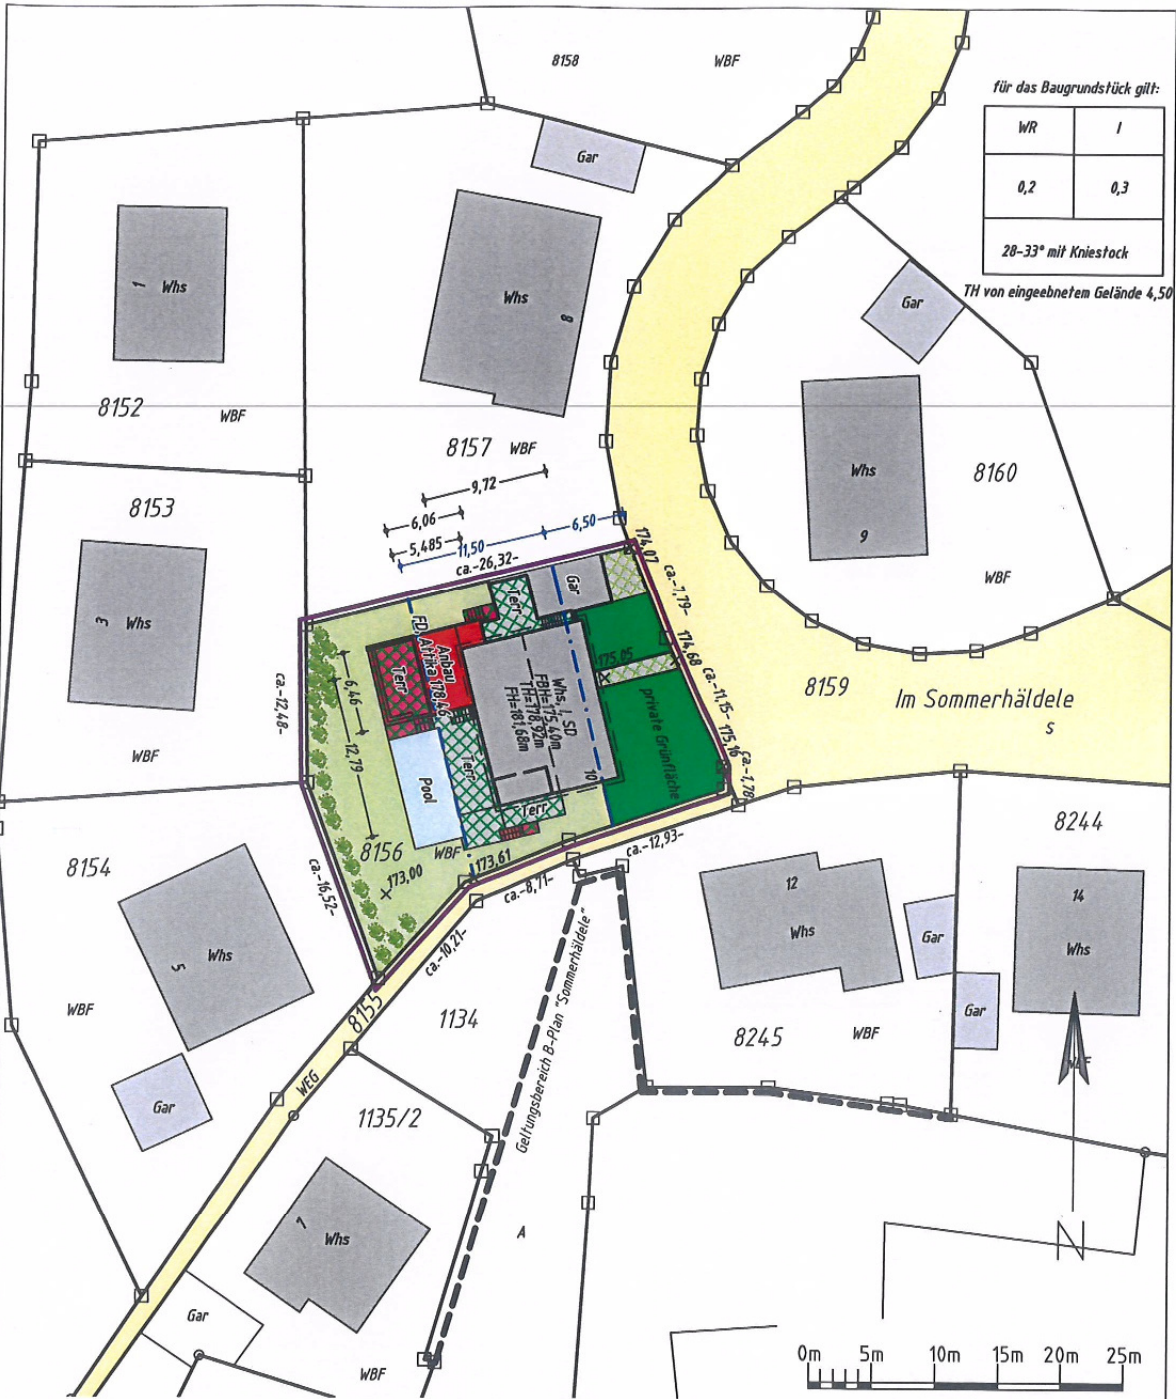 8158
WBF
für das Baugrundstück gilt:
WR
I
0,2
0,3
28-33° mit Kniestock
TH von eingeebnetem Gelände 4,50
Gar
1
Whs
Whs
8
Gar
8152
WBF
8157
WBF
Whs
9
8160
WBF
8153
3
Whs
WBF
9,72
6,06
5,485
11,50
6,50
ca.-26,32-
174,07
ca.-7,79-
174,68
ca.-11,15-
175,16
ca.-1,78
Gar
Terr
FD, Attika 178,46
Anbau
Terr
Whs, I, SD
FBH=175,40m
TH=178,92m
FH=181,68m
10
175,05
private Grünfläche
ca.-12,48-
6,46
12,79
Pool
Terr
Terr
8159
Im Sommerhäldele
S
8156
WBF
173,61
173,00
ca.-12,93-
ca.-8,71-
ca.-16,52-
ca.-10,21-
8154
5
Whs
WBF
Gar
8155
WEG
1134
Geltungsbereich B-Plan "Sommerhäldele"
12
Whs
Gar
8244
14
Whs
Gar
8245
WBF
1135/2
7
Whs
Gar
WBF
A
N
0m
5m
10m
15m
20m
25m